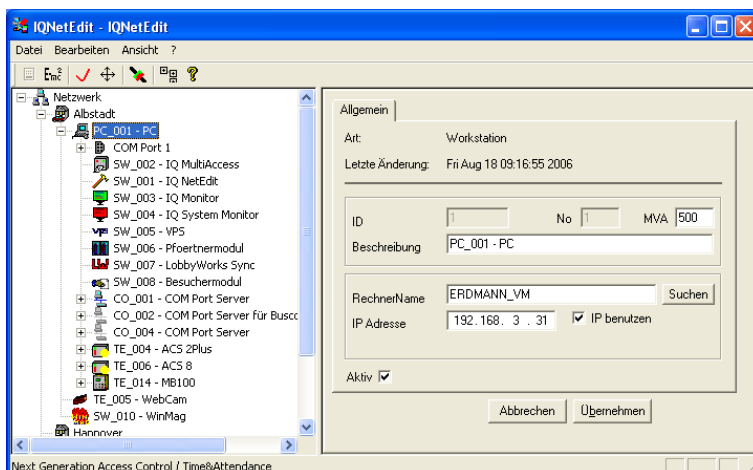 IQNetEdit - IQNetEdit
Datei Bearbeiten Ansicht ?
Netzwerk
Albstadt
PC_001 - PC
COM Port 1
SW_002 - IQ MultiAccess
SW_001 - IQ NetEdit
SW_003 - IQ Monitor
SW_004 - IQ System Monitor
SW_005 - VPS
SW_006 - Pfoertnermodul
SW_007 - LobbyWorks Sync
SW_008 - Besuchermodul
CO_001 - COM Port Server
CO_002 - COM Port Server für Busco
CO_004 - COM Port Server
TE_004 - ACS 2Plus
TE_006 - ACS 8
TE_014 - MB100
TE_005 - WebCam
SW_010 - WinMag
Hannover
Allgemein
Art: Workstation
Letzte Änderung: Fri Aug 18 09:16:55 2006
ID 1 No 1 MVA 500
Beschreibung PC_001 - PC
RechnerName ERDMANN_VM Suchen
IP Adresse 192.168. 3 . 31 IP benutzen
Aktiv
Abbrechen Übernehmen
Next Generation Access Control / Time&Attendance